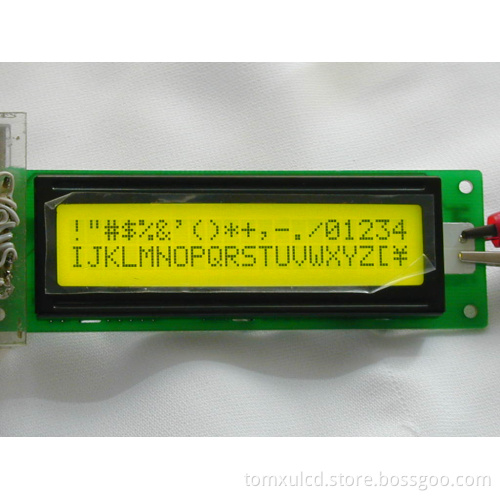 !"#$%&'()*+,-./01234
IJKLMNOPQRSTUVWXYZ[¥
tomxulcd.store.bossgoo.com